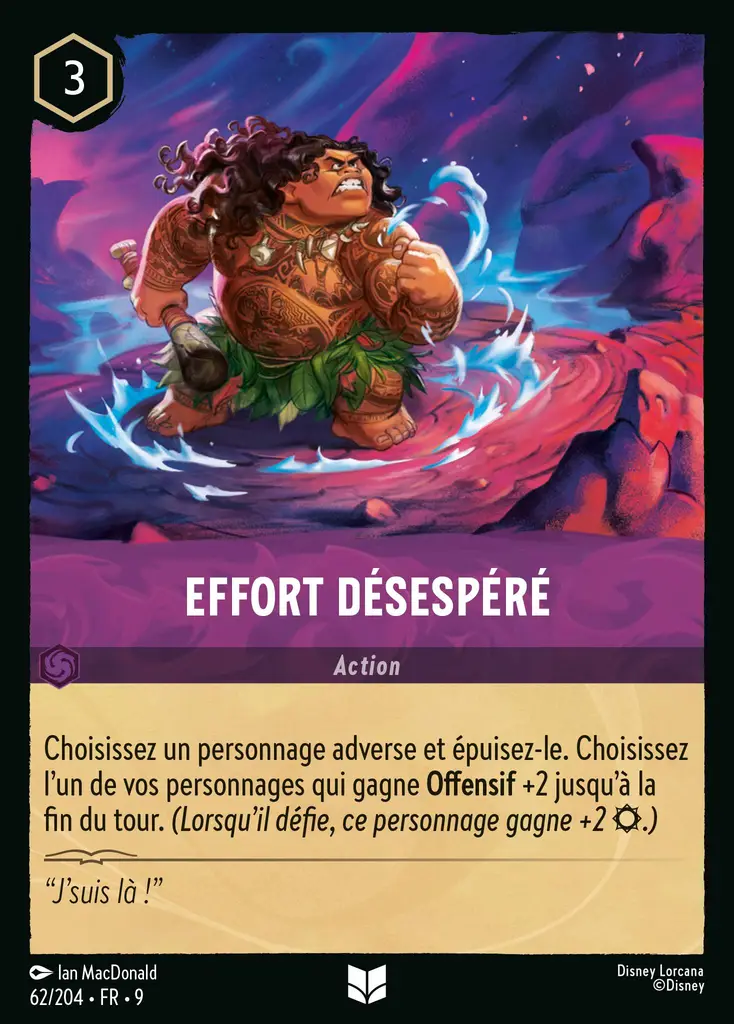 3
EFFORT DÉSESPÉRÉ
Action
Choisissez un personnage adverse et épuisez-le. Choisissez
l’un de vos personnages qui gagne Offensif +2 jusqu’à la
fin du tour. (Lorsqu’il défie, ce personnage gagne +2 .)
“J’suis là !”
Ian MacDonald
62/204 • FR • 9
Disney Lorcana
©Disney